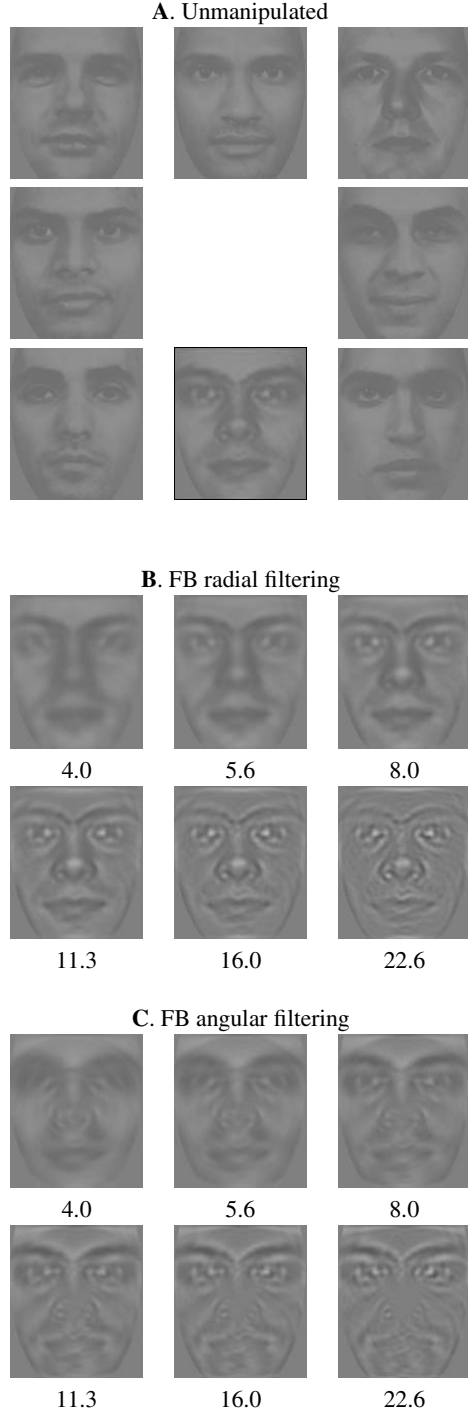 A. Unmanipulated
B. FB radial filtering
4.0 5.6 8.0
11.3 16.0 22.6
C. FB angular filtering
4.0 5.6 8.0
11.3 16.0 22.6